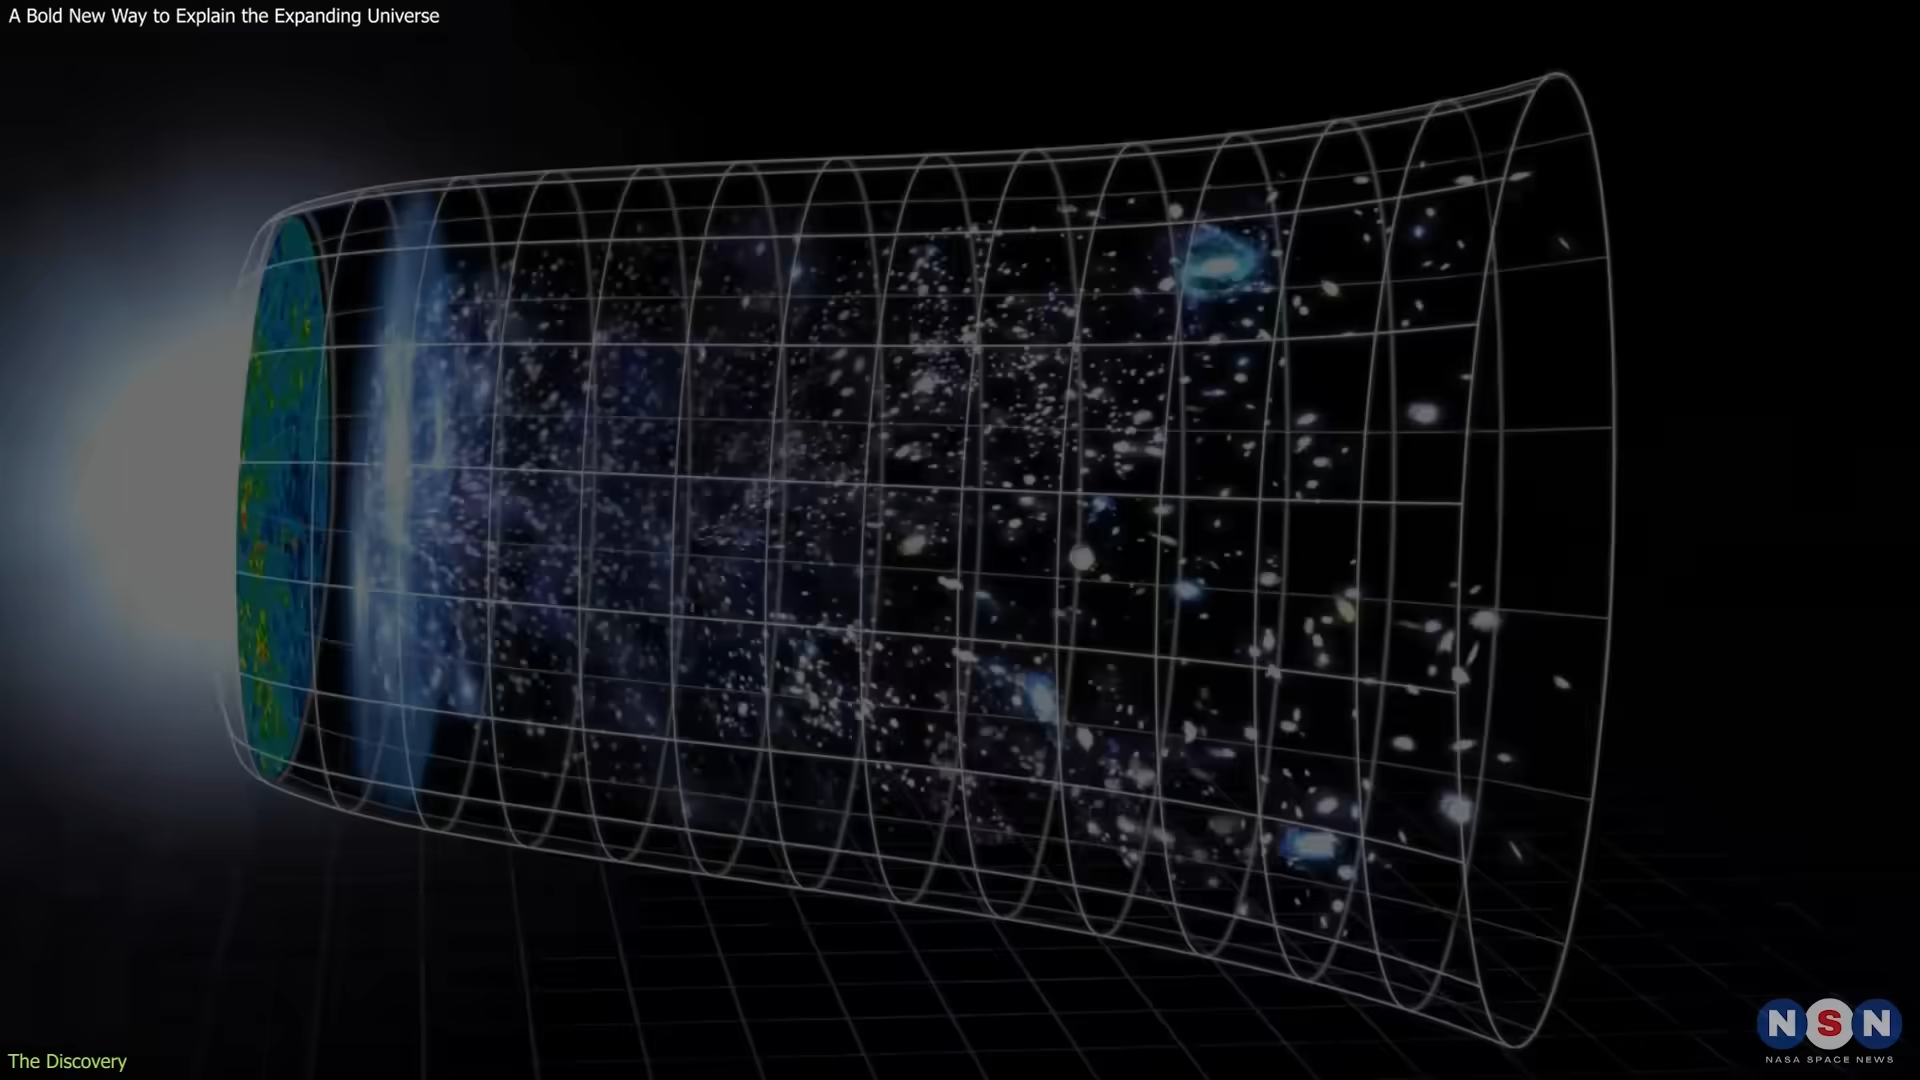 A Bold New Way to Explain the Expanding Universe
The Discovery
NSN
NASA SPACE NEWS